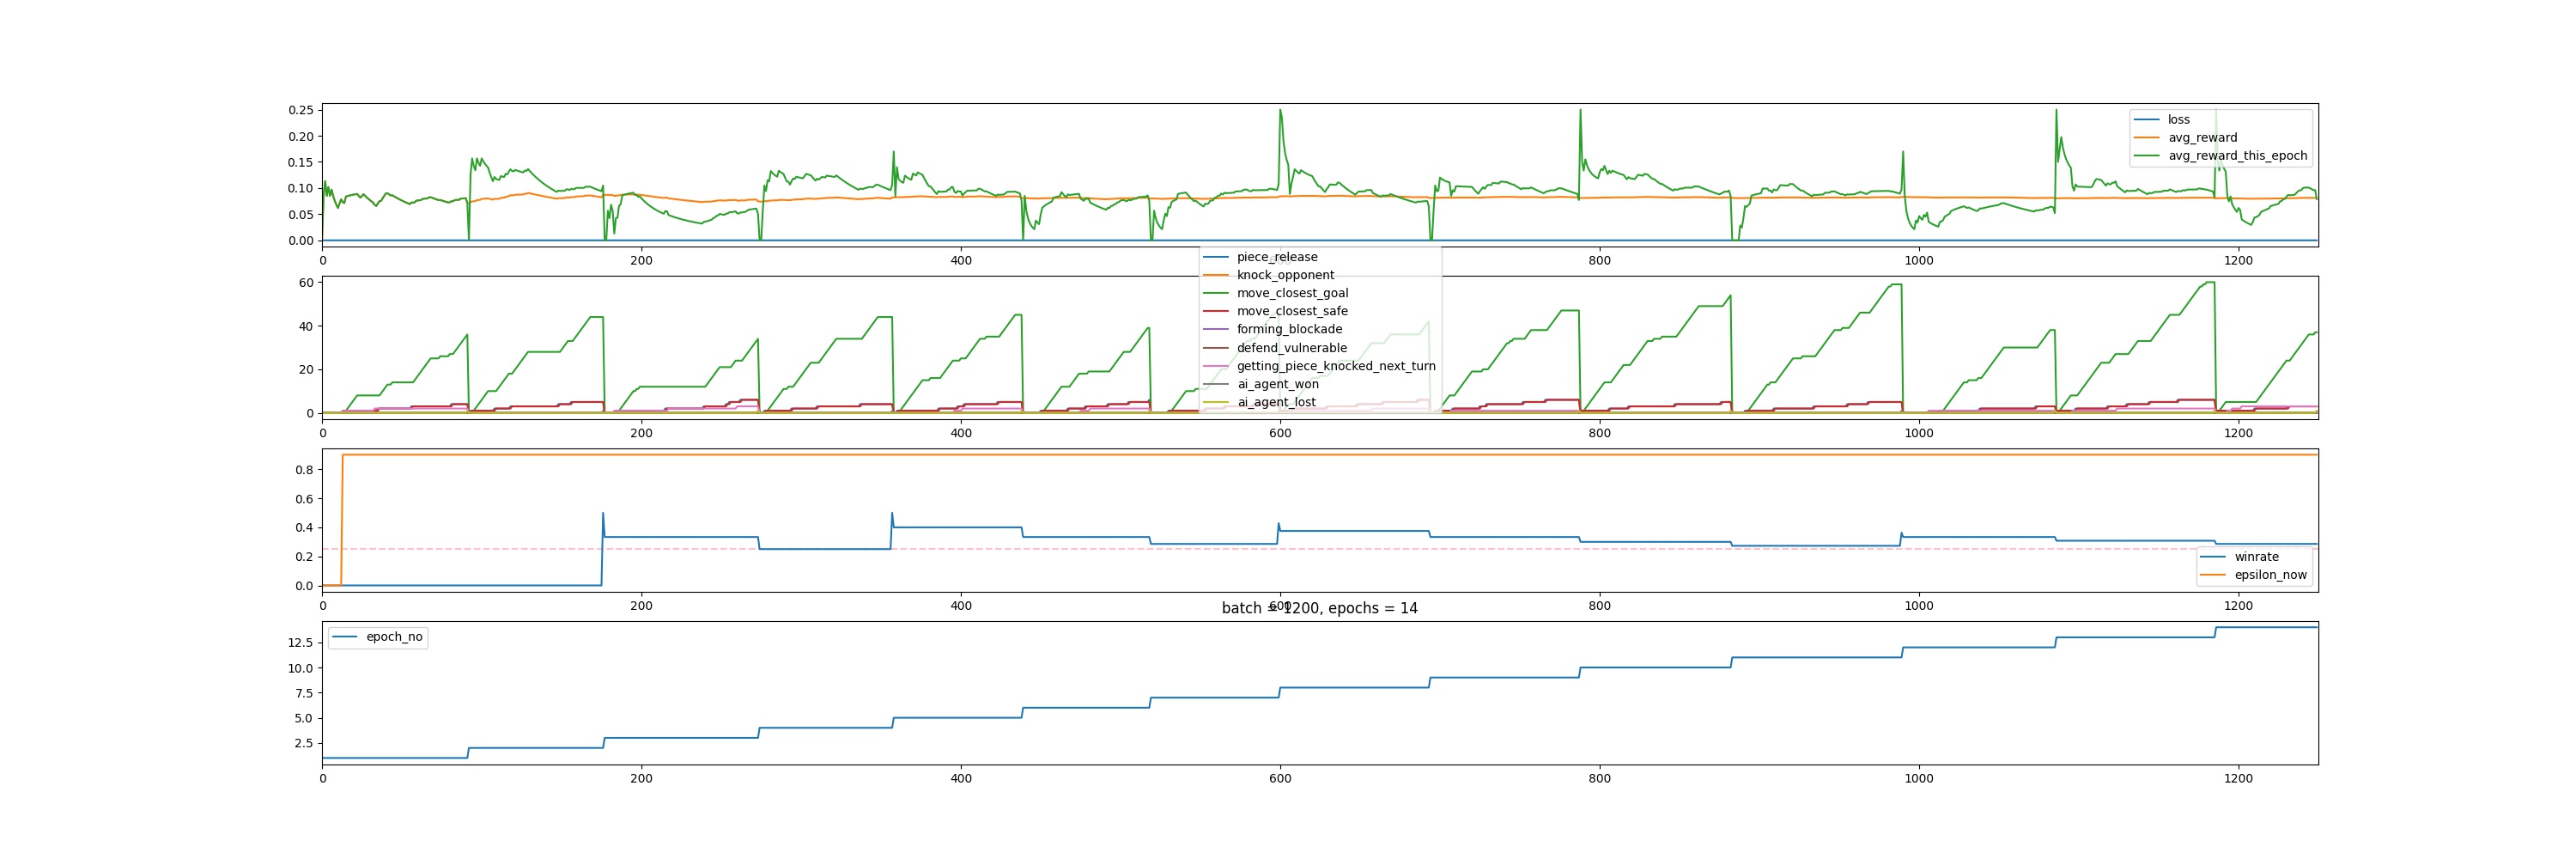 0.25
0.20
0.15
0.10
0.05
0.00
loss
avg_reward
avg_reward_this_epoch
0 200 400 600 800 1000 1200
60
40
20
0
piece_release
knock_opponent
move_closest_goal
move_closest_safe
forming_blockade
defend_vulnerable
getting_piece_knocked_next_turn
ai_agent_won
ai_agent_lost
0 200 400 600 800 1000 1200
0.8
0.6
0.4
0.2
0.0
winrate
epsilon_now
0 200 400 600 800 1000 1200
batch = 1200, epochs = 14
12.5
10.0
7.5
5.0
2.5
epoch_no
0 200 400 600 800 1000 1200